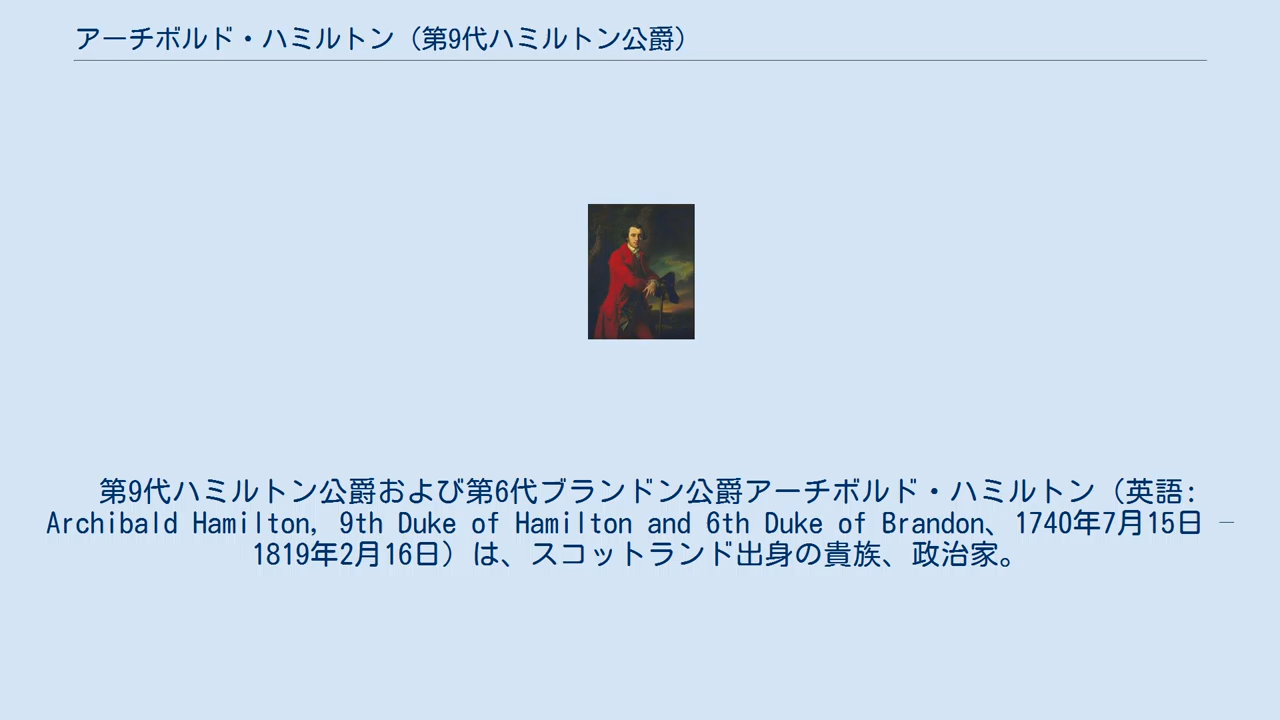 アーチボルド・ハミルトン（第9代ハミルトン公爵）
第9代ハミルトン公爵および第6代ブランドン公爵アーチボルド・ハミルトン（英語:
Archibald Hamilton, 9th Duke of Hamilton and 6th Duke of Brandon、1740年7月15日 –
1819年2月16日）は、スコットランド出身の貴族、政治家。